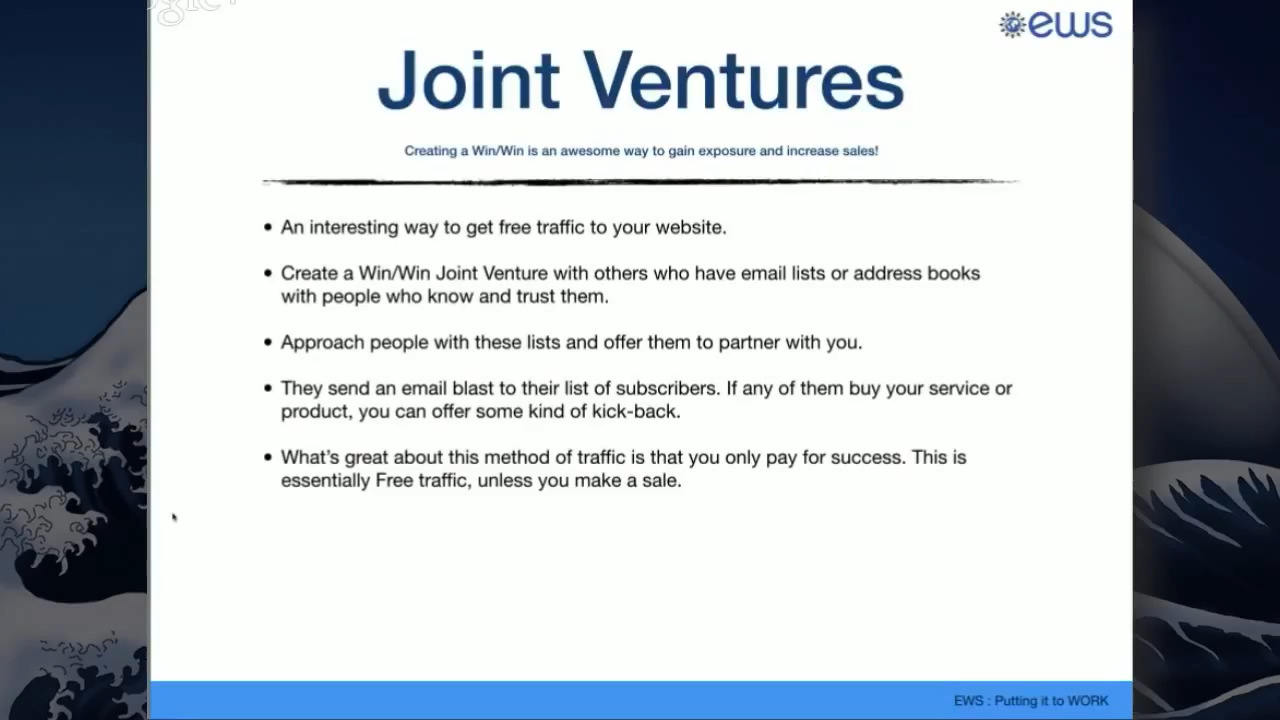 ews
Joint Ventures
Creating a Win/Win is an awesome way to gain exposure and increase sales!
• An interesting way to get free traffic to your website.
• Create a Win/Win Joint Venture with others who have email lists or address books
with people who know and trust them.
• Approach people with these lists and offer them to partner with you.
• They send an email blast to their list of subscribers. If any of them buy your service or
product, you can offer some kind of kick-back.
• What’s great about this method of traffic is that you only pay for success. This is
essentially Free traffic, unless you make a sale.
EWS : Putting it to WORK